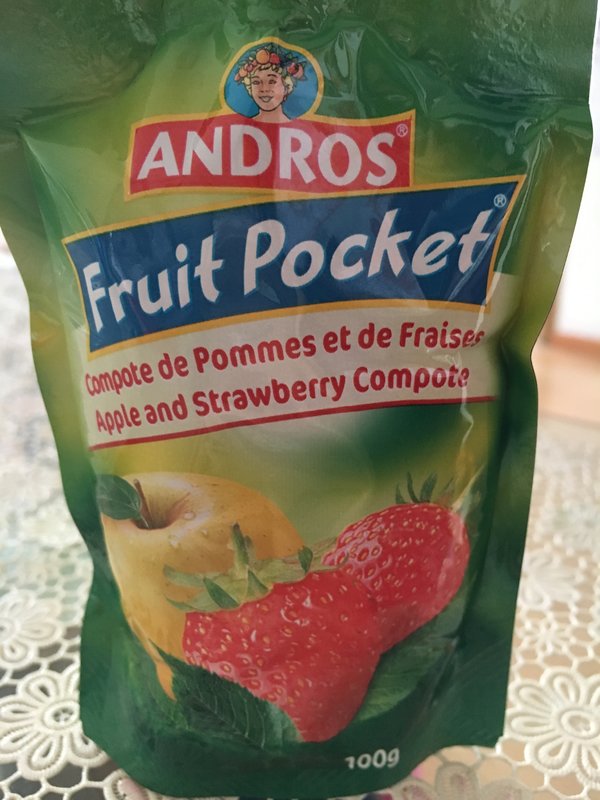 ANDROS®
Fruit Pocket®
Compote de Pommes et de Fraises
Apple and Strawberry Compote
100g